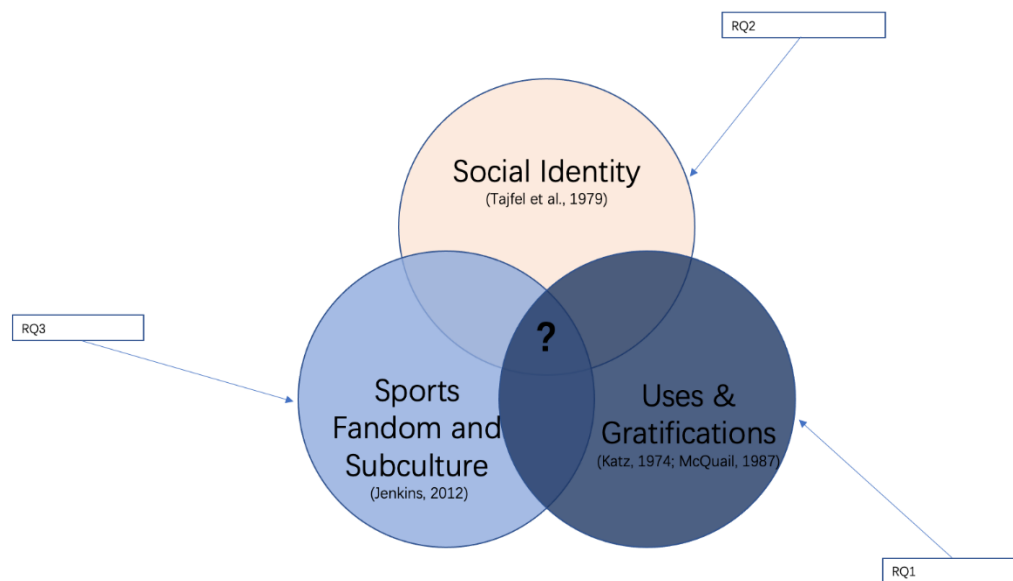 RQ2
Social Identity
(Tajfel et al., 1979)
RQ3
?
Sports
Fandom and
Subculture
(Jenkins, 2012)
Uses &
Gratifications
(Katz, 1974; McQuail, 1987)
RQ1